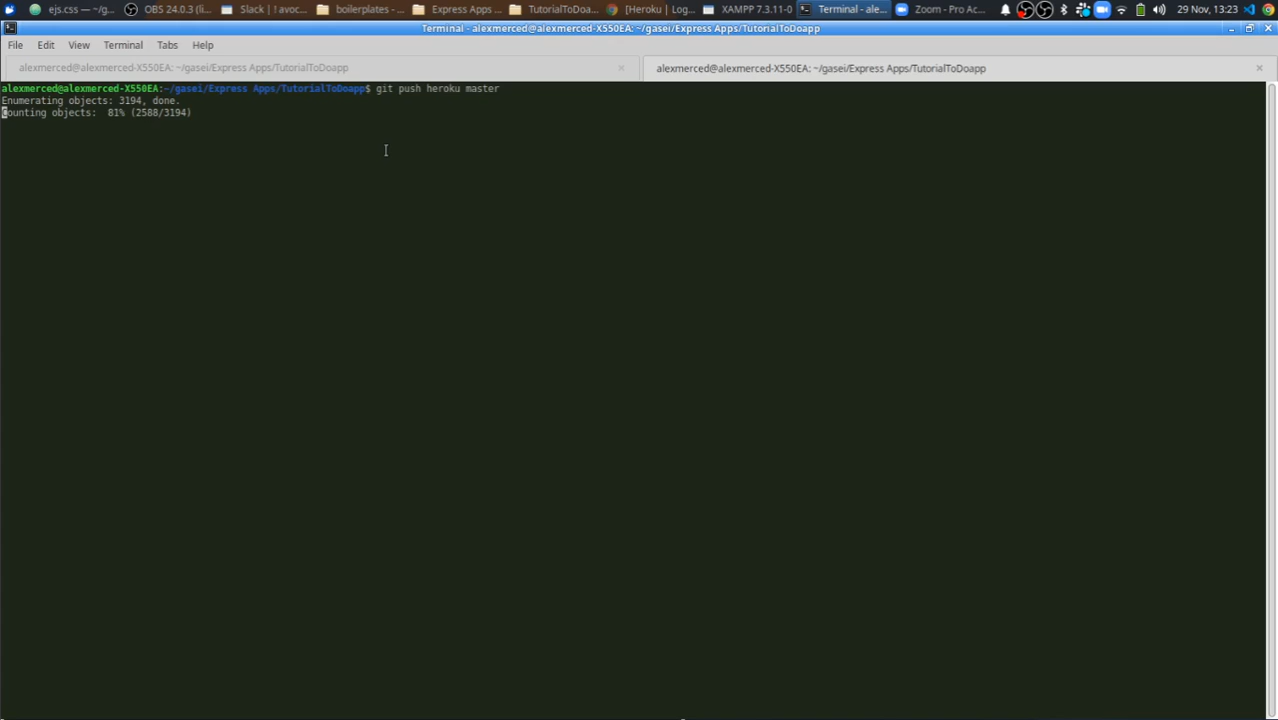 ejs.css — ~/g... OBS 24.0.3 (li... Slack | !avoc... boilerplates - ... Express Apps ... TutorialToDoa... [Heroku | Log... XAMPP 7.3.11-0 Terminal - ale... Zoom - Pro Ac... 29 Nov, 13:23
Terminal - alexmerced@alexmerced-X550EA: ~/gasei/Express Apps/TutorialToDoapp
File Edit View Terminal Tabs Help
alexmerced@alexmerced-X550EA: ~/gasei/Express Apps/TutorialToDoapp alexmerced@alexmerced-X550EA: ~/gasei/Express Apps/TutorialToDoapp
alexmerced@alexmerced-X550EA:~/gasei/Express Apps/TutorialToDoapp$ git push heroku master
Enumerating objects: 3194, done.
Counting objects:  81% (2588/3194)